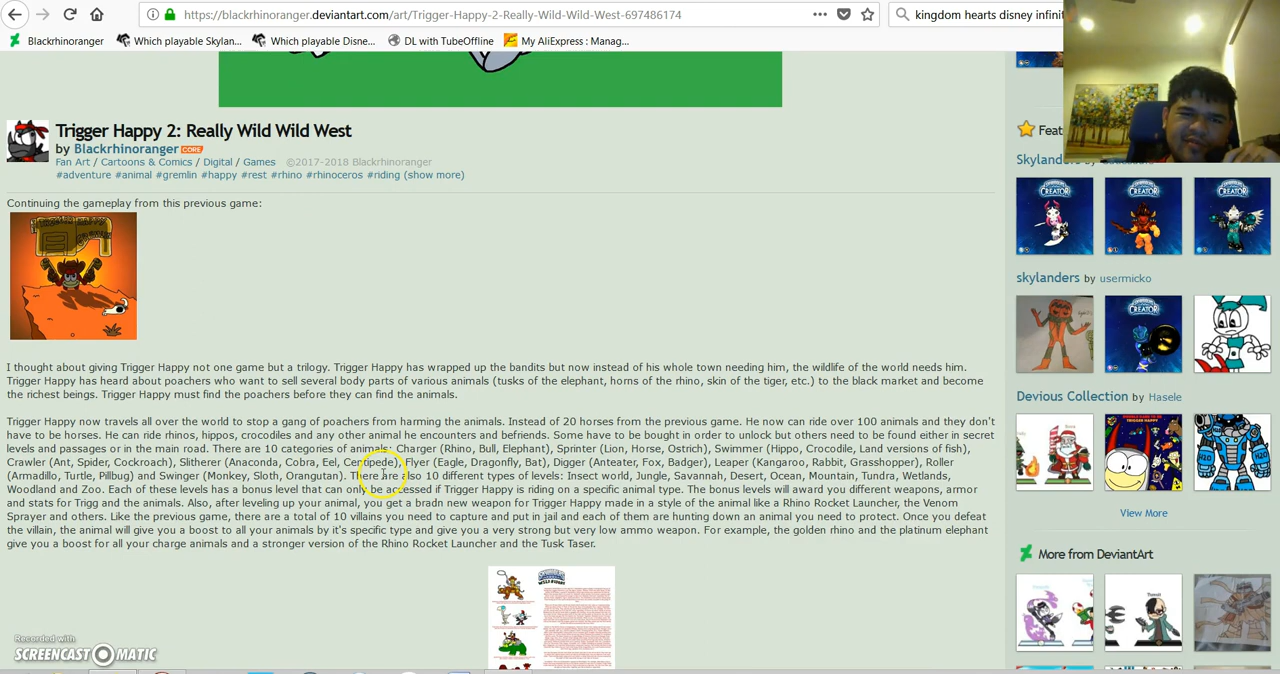 https://blackrhinoranger.deviantart.com/art/Trigger-Happy-2-Really-Wild-Wild-West-697486174
kingdom hearts disney infinit
Blackrhinoranger
Which playable Skylan...
Which playable Disne...
DL with TubeOffline
My AliExpress : Manag...
Trigger Happy 2: Really Wild Wild West
by Blackrhinoranger CORE
Fan Art / Cartoons & Comics / Digital / Games ©2017-2018 Blackrhinoranger
#adventure #animal #gremlin #happy #rest #rhino #rhinoceros #riding (show more)
Continuing the gameplay from this previous game:
I thought about giving Trigger Happy not one game but a trilogy. Trigger Happy has wrapped up the bandits but now instead of his whole town needing him, the wildlife of the world needs him.
Trigger Happy has heard about poachers who want to sell several body parts of various animals (tusks of the elephant, horns of the rhino, skin of the tiger, etc.) to the black market and become
the richest beings. Trigger Happy must find the poachers before they can find the animals.
Trigger Happy now travels all over the world to stop a gang of poachers from harming the animals. Instead of 20 horses from the previous game. He now can ride over 100 animals and they don't
have to be horses. He can ride rhinos, hippos, crocodiles and any other animal he encounters and befriends. Some have to be bought in order to unlock but others need to be found either in secret
levels and passages or in the main road. There are 10 categories of animals: Charger (Rhino, Bull, Elephant), Sprinter (Lion, Horse, Ostrich), Swimmer (Hippo, Crocodile, Land versions of fish),
Crawler (Ant, Spider, Cockroach), Slitherer (Anaconda, Cobra, Eel, Centipede), Flyer (Eagle, Dragonfly, Bat), Digger (Anteater, Fox, Badger), Leaper (Kangaroo, Rabbit, Grasshopper), Roller
(Armadillo, Turtle, Pillbug) and Swinger (Monkey, Sloth, Orangutan). There are also 10 different types of levels: Insect world, Jungle, Savannah, Desert, Ocean, Mountain, Tundra, Wetlands,
Woodland and Zoo. Each of these levels has a bonus level that can only be accessed if Trigger Happy is riding on a specific animal type. The bonus levels will award you different weapons, armor
and stats for Trigg and the animals. Also, after leveling up your animal, you get a bradn new weapon for Trigger Happy made in a style of the animal like a Rhino Rocket Launcher, the Venom
Sprayer and others. Like the previous game, there are a total of 10 villains you need to capture and put in jail and each of them are hunting down an animal you need to protect. Once you defeat
the villain, the animal will give you a boost to all your animals by it's specific type and give you a very strong but very low ammo weapon. For example, the golden rhino and the platinum elephant
give you a boost for all your charge animals and a stronger version of the Rhino Rocket Launcher and the Tusk Taser.
Feat
Skylanders by
skylanders by usermicko
Devious Collection by Hasele
View More
More from DeviantArt
Recorded with
SCREENCAST O MATIC